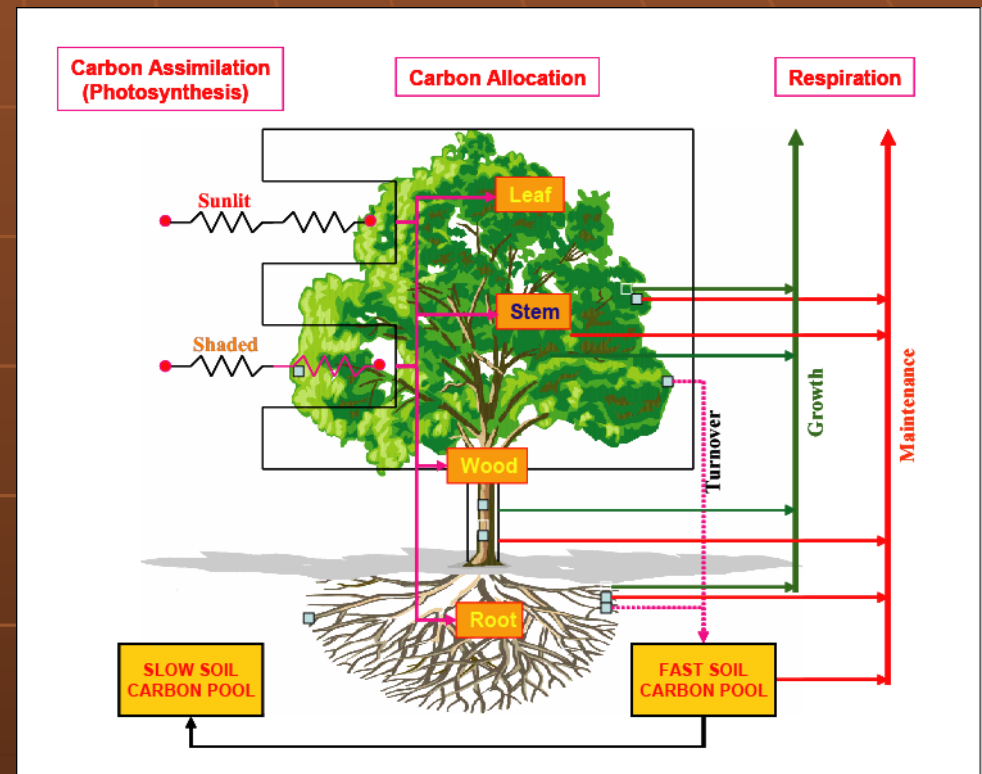 Carbon Assimilation
(Photosynthesis)
Carbon Allocation
Respiration
Sunlit
Leaf
Stem
Shaded
Growth
Maintenance
Turnover
Wood
Root
SLOW SOIL
CARBON POOL
FAST SOIL
CARBON POOL